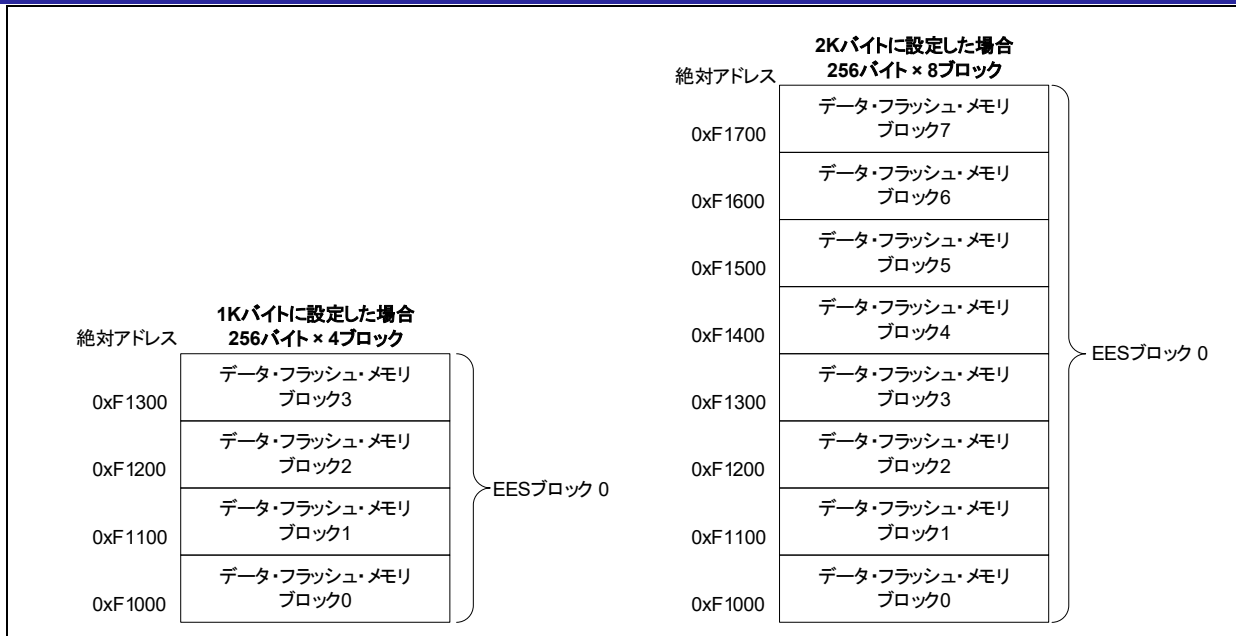 1Kバイトに設定した場合
絶対アドレス
256バイト × 4ブロック
0xF1300
データ・フラッシュ・メモリ
ブロック3
0xF1200
データ・フラッシュ・メモリ
ブロック2
0xF1100
データ・フラッシュ・メモリ
ブロック1
0xF1000
データ・フラッシュ・メモリ
ブロック0
EESブロック 0
2Kバイトに設定した場合
絶対アドレス
256バイト × 8ブロック
0xF1700
データ・フラッシュ・メモリ
ブロック7
0xF1600
データ・フラッシュ・メモリ
ブロック6
0xF1500
データ・フラッシュ・メモリ
ブロック5
0xF1400
データ・フラッシュ・メモリ
ブロック4
0xF1300
データ・フラッシュ・メモリ
ブロック3
0xF1200
データ・フラッシュ・メモリ
ブロック2
0xF1100
データ・フラッシュ・メモリ
ブロック1
0xF1000
データ・フラッシュ・メモリ
ブロック0
EESブロック 0